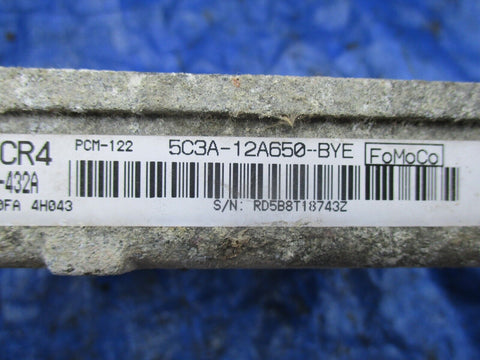 CR4 PCM-122 5C3A-12A650-BYE FoMoCo
-432A
0FA 4H043 S/N: RD5B8T18743Z